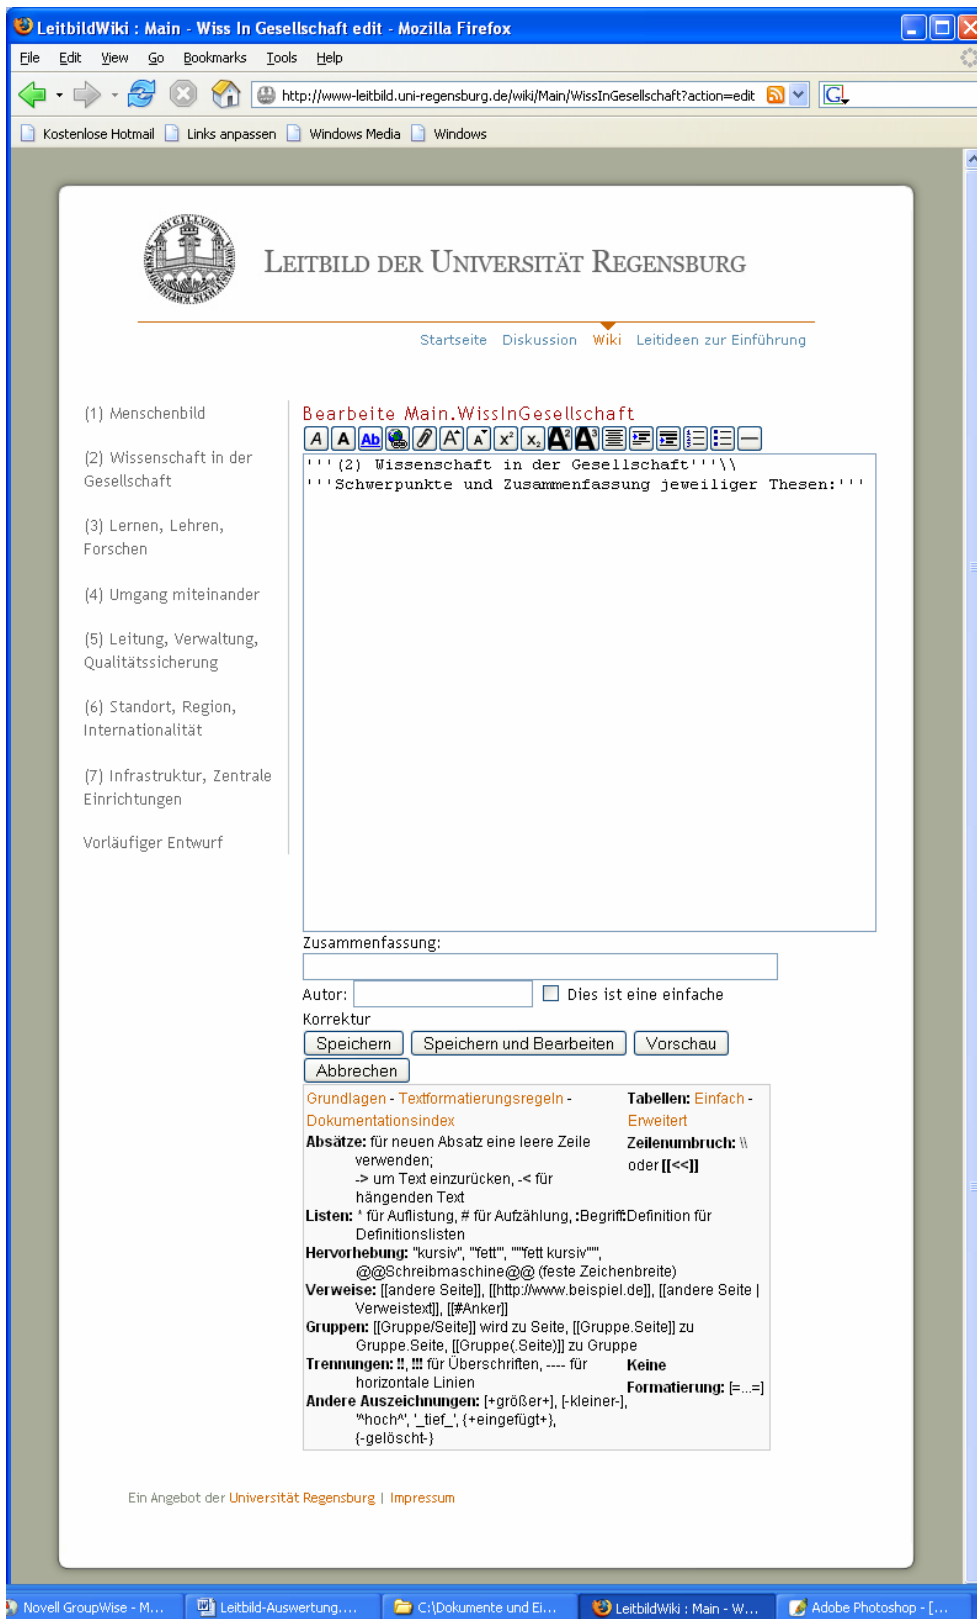 LeitbildWiki : Main - Wiss In Gesellschaft edit - Mozilla Firefox
File Edit View Go Bookmarks Tools Help
http://www-leitbild.uni-regensburg.de/wiki/Main/WissInGesellschaft?action=edit
Kostenlose Hotmail Links anpassen Windows Media Windows
LEITBILD DER UNIVERSITÄT REGENSBURG
Startseite Diskussion Wiki Leitideen zur Einführung
(1) Menschenbild
(2) Wissenschaft in der
Gesellschaft
(3) Lernen, Lehren,
Forschen
(4) Umgang miteinander
(5) Leitung, Verwaltung,
Qualitätssicherung
(6) Standort, Region,
Internationalität
(7) Infrastruktur, Zentrale
Einrichtungen
Vorläufiger Entwurf
Bearbeite Main.WissInGesellschaft
'''(2) Wissenschaft in der Gesellschaft'''\\
'''Schwerpunkte und Zusammenfassung jeweiliger Thesen:'''
Zusammenfassung:
Autor: Dies ist eine einfache
Korrektur
Speichern Speichern und Bearbeiten Vorschau
Abbrechen
Grundlagen - Textformatierungsregeln -
Dokumentationsindex
Tabellen: Einfach -
Erweitert
Absätze: für neuen Absatz eine leere Zeile
verwenden;
-> um Text einzurücken, -< für
hängenden Text
Zeilenumbruch: \\
oder [[<<]]
Listen: * für Auflistung, # für Aufzählung, :Begriff:Definition für
Definitionslisten
Hervorhebung: ''kursiv'', '''fett''', '''''fett kursiv''''',
@@Schreibmaschine@@ (feste Zeichenbreite)
Verweise: [[andere Seite]], [[http://www.beispiel.de]], [[andere Seite |
Verweistext]], [[#Anker]]
Gruppen: [[Gruppe/Seite]] wird zu Seite, [[Gruppe.Seite]] zu
Gruppe.Seite, [[Gruppe(.Seite)]] zu Gruppe
Trennungen: !!, !!! für Überschriften, ---- für
horizontale Linien
Keine
Formatierung: [=...=]
Andere Auszeichnungen: [+größer+], [-kleiner-],
'^hoch^', '_tief_', {+eingefügt+},
{-gelöscht-}
Ein Angebot der Universität Regensburg | Impressum
Novell GroupWise - M... Leitbild-Auswertung.... C:\Dokumente und Ei... LeitbildWiki : Main - W... Adobe Photoshop - [...